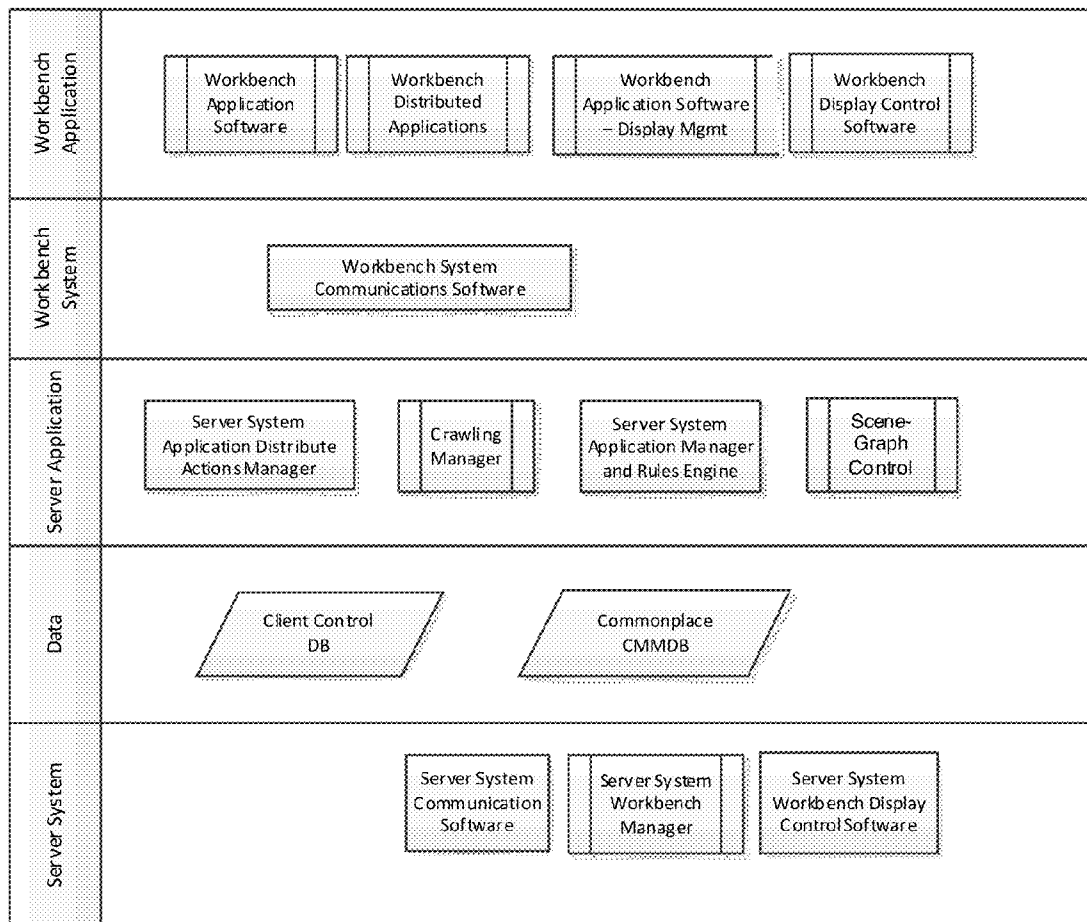 Workbench
Application
Workbench
Application
Software
Workbench
Distributed
Applications
Workbench
Application Software
– Display Mgmt
Workbench
Display Control
Software
Workbench
System
Workbench System
Communications Software
Server Application
Server System
Application Distribute
Actions Manager
Crawling
Manager
Server System
Application Manager
and Rules Engine
Scene-
Graph
Control
Data
Client Control
DB
Commonplace
CMMDB
Server System
Server System
Communication
Software
Server System
Workbench
Manager
Server System
Workbench Display
Control Software